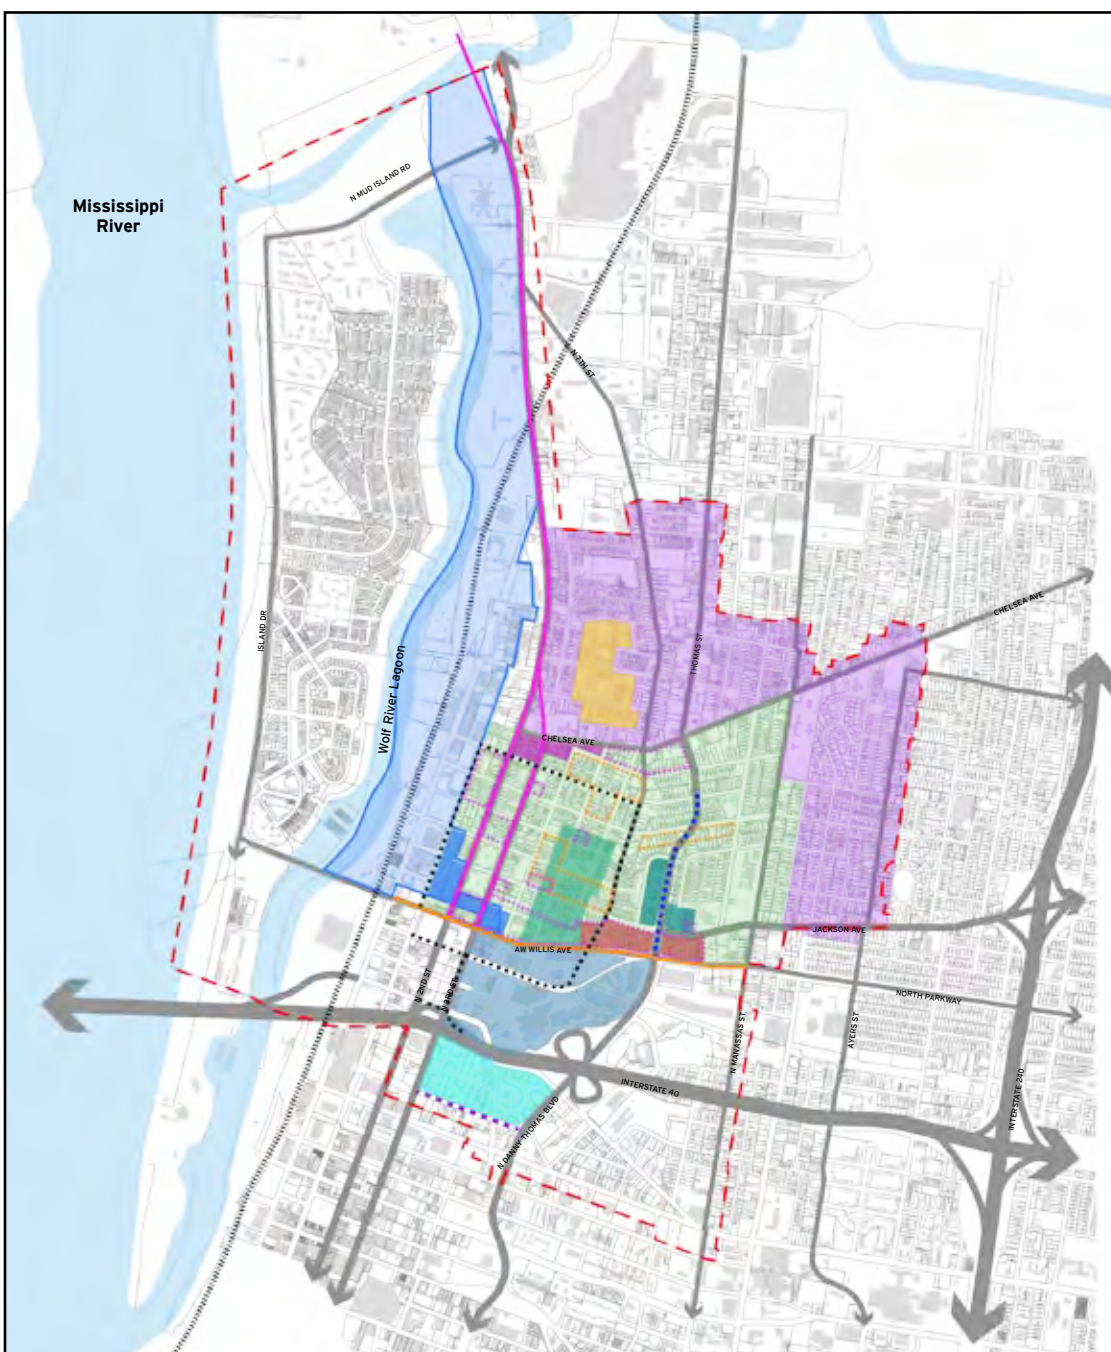 Mississippi
River
N MUD ISLAND RD
N 7TH ST
ISLAND DR
CHELSEA AVE
THOMAS ST
Wolf River Lagoon
CHELSEA AVE
JACKSON AVE
AW WILLIS AVE
N 2ND ST
N 3RD ST
NORTH PARKWAY
N MANASSAS ST
AYERS ST
INTERSTATE 40
INTERSTATE 240
N DANNY THOMAS BLVD